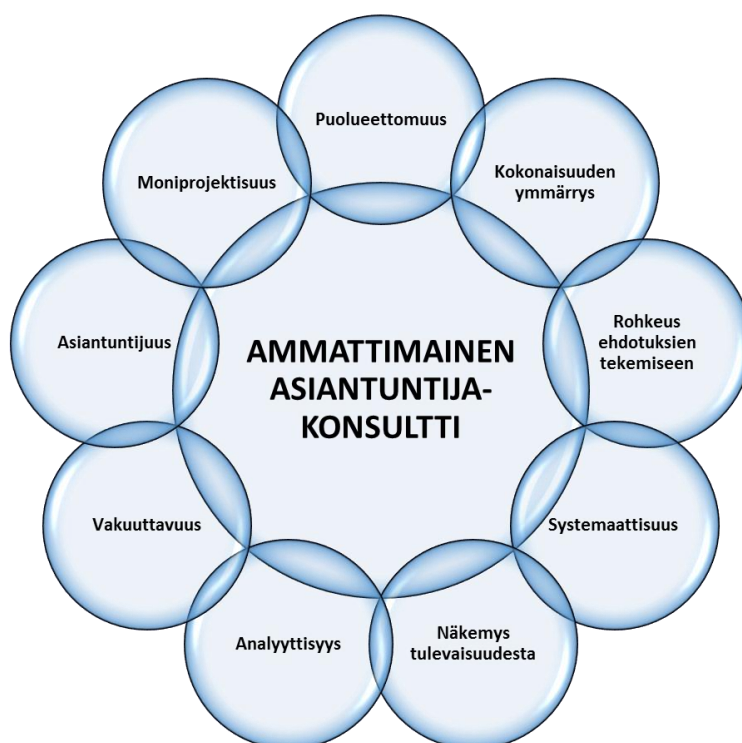 Puolueettomuus
Kokonaisuuden
ymmärrys
Rohkeus
ehdotuksien
tekemiseen
Systemaattisuus
Näkemys
tulevaisuudesta
Analyyttisyys
Vakuuttavuus
Asiantuntijuus
Moniprojektisuus
AMMATTIMAINEN
ASIANTUNTIJA-
KONSULTTI